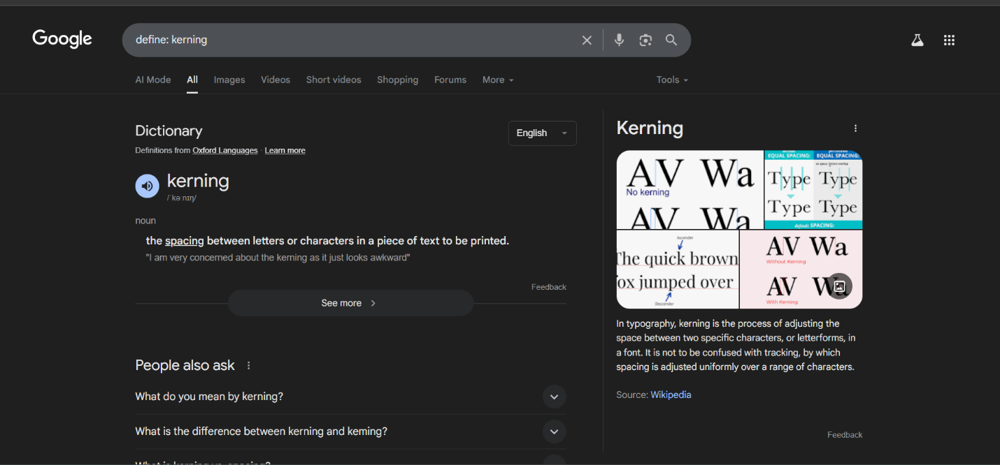 Google
define: kerning
AI Mode
All
Images
Videos
Short videos
Shopping
Forums
More
Tools
Dictionary
English
Definitions from Oxford Languages · Learn more
kerning
/ˈkəːnɪŋ/
noun
the spacing between letters or characters in a piece of text to be printed.
"I am very concerned about the kerning as it just looks awkward"
Feedback
See more
People also ask
What do you mean by kerning?
What is the difference between kerning and keming?
What is kerning vs. spacing?
Kerning
AV Wa
No kerning
AV Wa
EQUAL SPACING:
EQUAL SPACING:
Type
Type
Type
Type
default SPACING:
Ascender
The quick brown
fox jumped over
Descender
AV Wa
Without Kerning
AV Wa
With Kerning
In typography, kerning is the process of adjusting the
space between two specific characters, or letterforms, in
a font. It is not to be confused with tracking, by which
spacing is adjusted uniformly over a range of characters.
Source: Wikipedia
Feedback